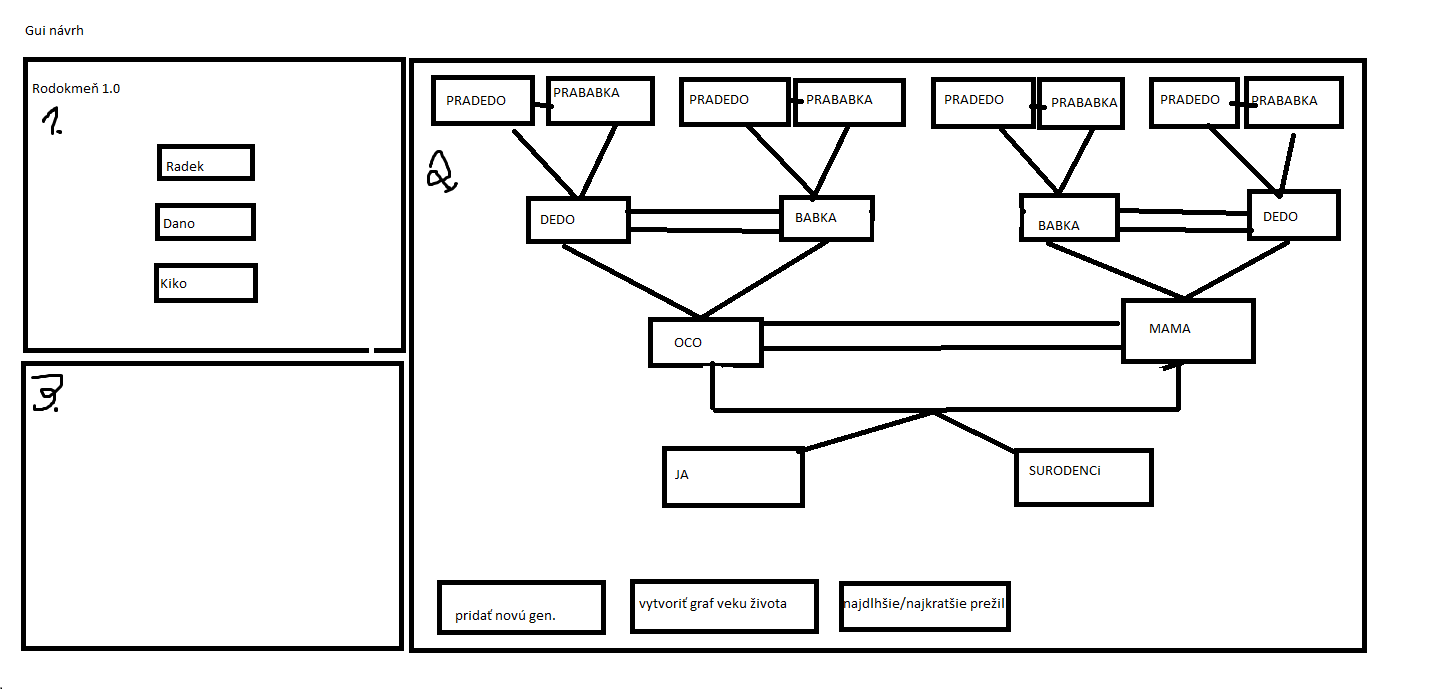 Gui návrh
Rodokmeň 1.0
1.
Radek
Dano
Kiko
3.
2.
PRADEDO PRABABKA PRADEDO PRABABKA PRADEDO PRABABKA PRADEDO PRABABKA
DEDO BABKA BABKA DEDO
OCO MAMA
JA SURODENCi
pridať novú gen. vytvoriť graf veku života najdlhšie/najkratšie prežil